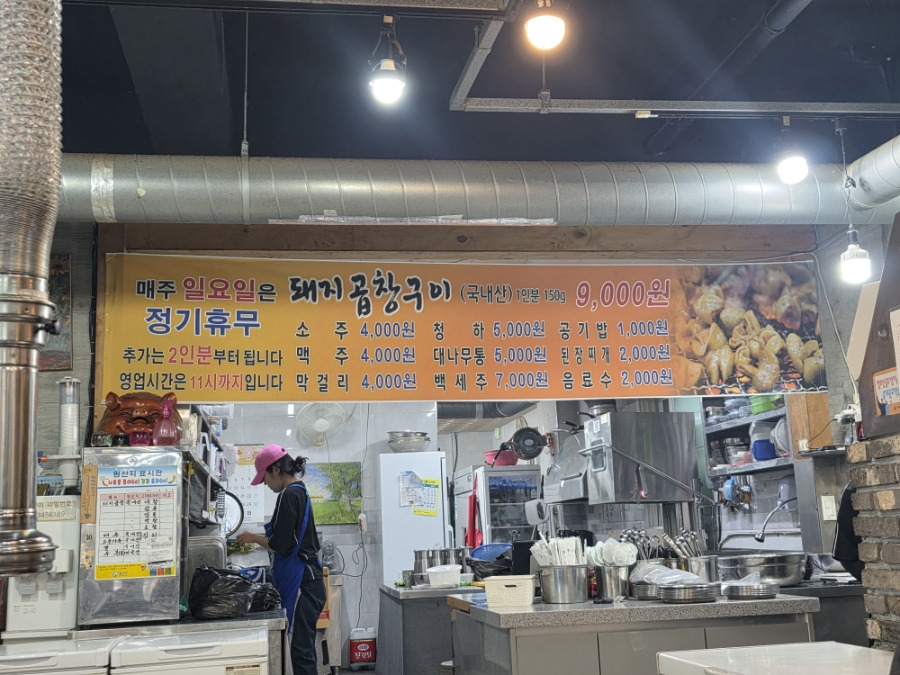 매주 일요일은
정기휴무
추가는 2인분부터 됩니다
영업시간은 11시까지입니다
돼지곱창구이 (국내산) 1인분 150g 9,000원
소 주 4,000원 청 하 5,000원 공기밥 1,000원
맥 주 4,000원 대나무통 5,000원 된장찌개 2,000원
막걸리 4,000원 백세주 7,000원 음료수 2,000원
원산지 표시판